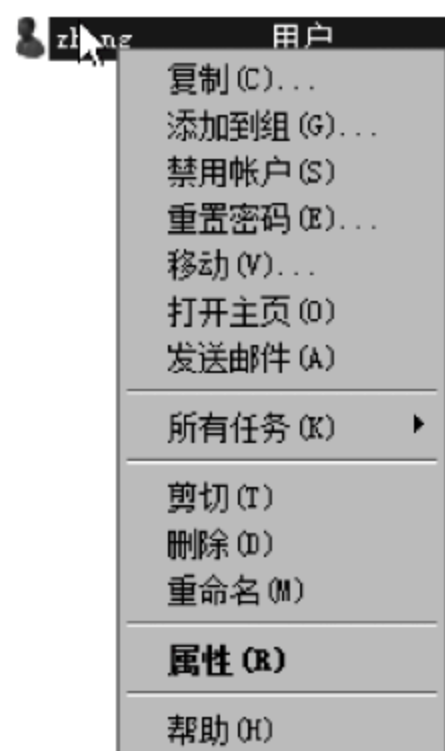 zhang 用户
复制(C)...
添加到组(G)...
禁用帐户(S)
重置密码(E)...
移动(V)...
打开主页(O)
发送邮件(A)
所有任务(K)
剪切(T)
删除(D)
重命名(M)
属性(R)
帮助(H)